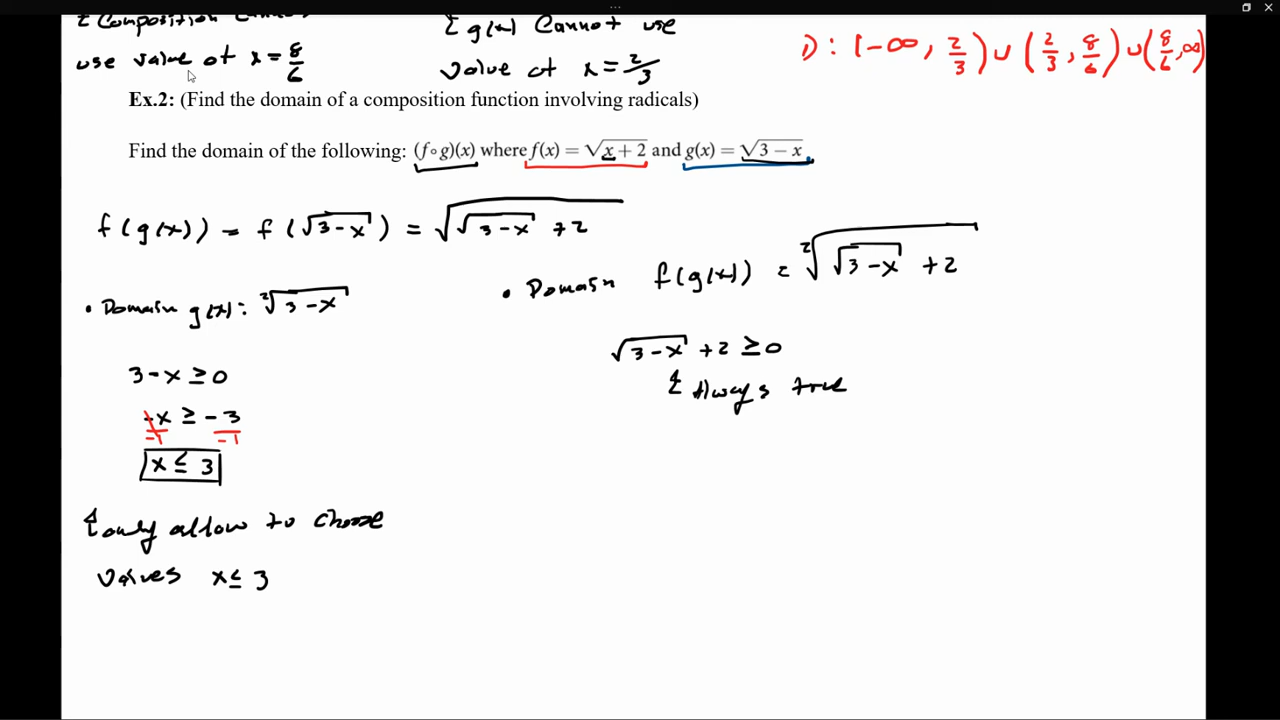 use value at x = 8/6
g(x) cannot use
value at x = 2/3
D: (-∞, 2/3) ∪ (2/3, 8/6) ∪ (8/6, ∞)
Ex.2: (Find the domain of a composition function involving radicals)
Find the domain of the following: (f∘g)(x) where f(x) = √(x + 2) and g(x) = √(3 − x)
f(g(x)) = f(√(3-x)) = √(√(3-x) + 2)
• Domain g(x): ²√(3-x)
3-x ≥ 0
-x ≥ -3
-1 -1
x ≤ 3
only allow to choose
values x ≤ 3
• Domain f(g(x)) = ²√(√(3-x) + 2)
√(3-x) + 2 ≥ 0
Always true